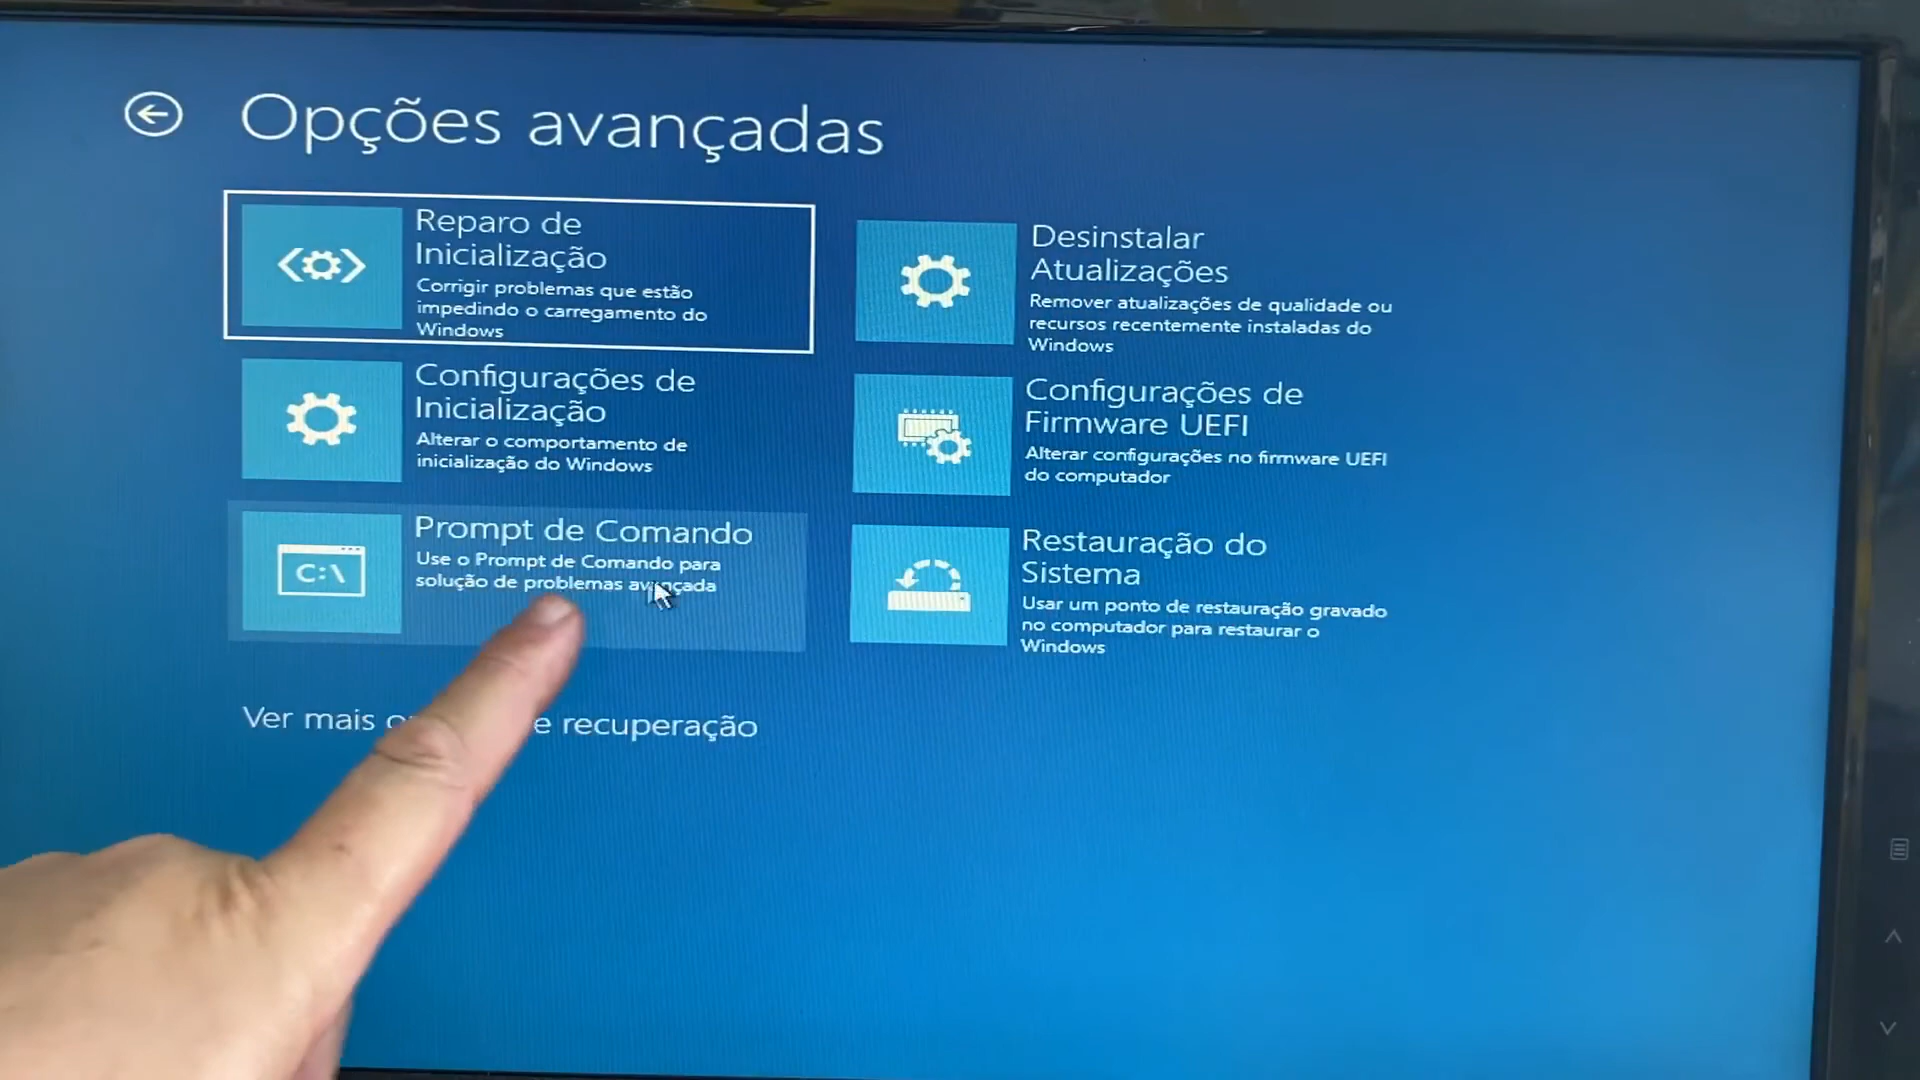 Opções avançadas
Reparo de
Inicialização
Corrigir problemas que estão
impedindo o carregamento do
Windows
Configurações de
Inicialização
Alterar o comportamento de
inicialização do Windows
C:\
Prompt de Comando
Use o Prompt de Comando para
solução de problemas avançada
Desinstalar
Atualizações
Remover atualizações de qualidade ou
recursos recentemente instaladas do
Windows
Configurações de
Firmware UEFI
Alterar configurações no firmware UEFI
do computador
Restauração do
Sistema
Usar um ponto de restauração gravado
no computador para restaurar o
Windows
Ver mais recuperação